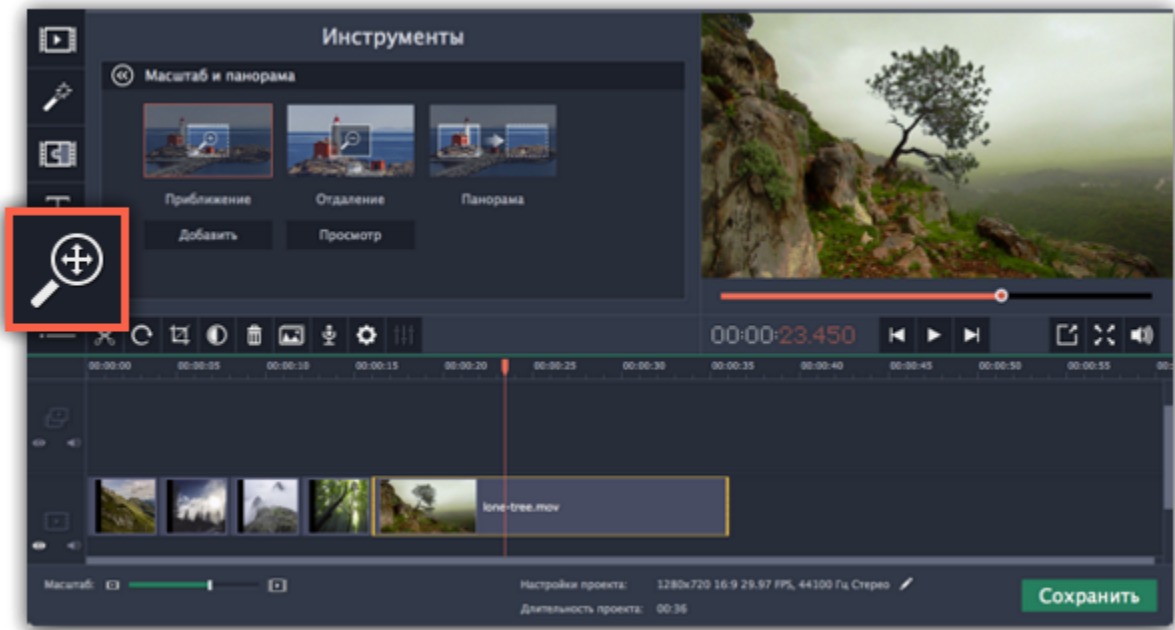 Инструменты
Масштаб и панорама
Приближение Отдаление Панорама
Добавить Просмотр
00:00:23.450
00:00:00 00:00:05 00:00:10 00:00:15 00:00:20 00:00:25 00:00:30 00:00:35 00:00:40 00:00:45 00:00:50 00:00:55
lone-tree.mov
Масштаб: Настройки проекта: 1280x720 16:9 29.97 FPS, 44100 Гц Стерео
Длительность проекта: 00:36
Сохранить